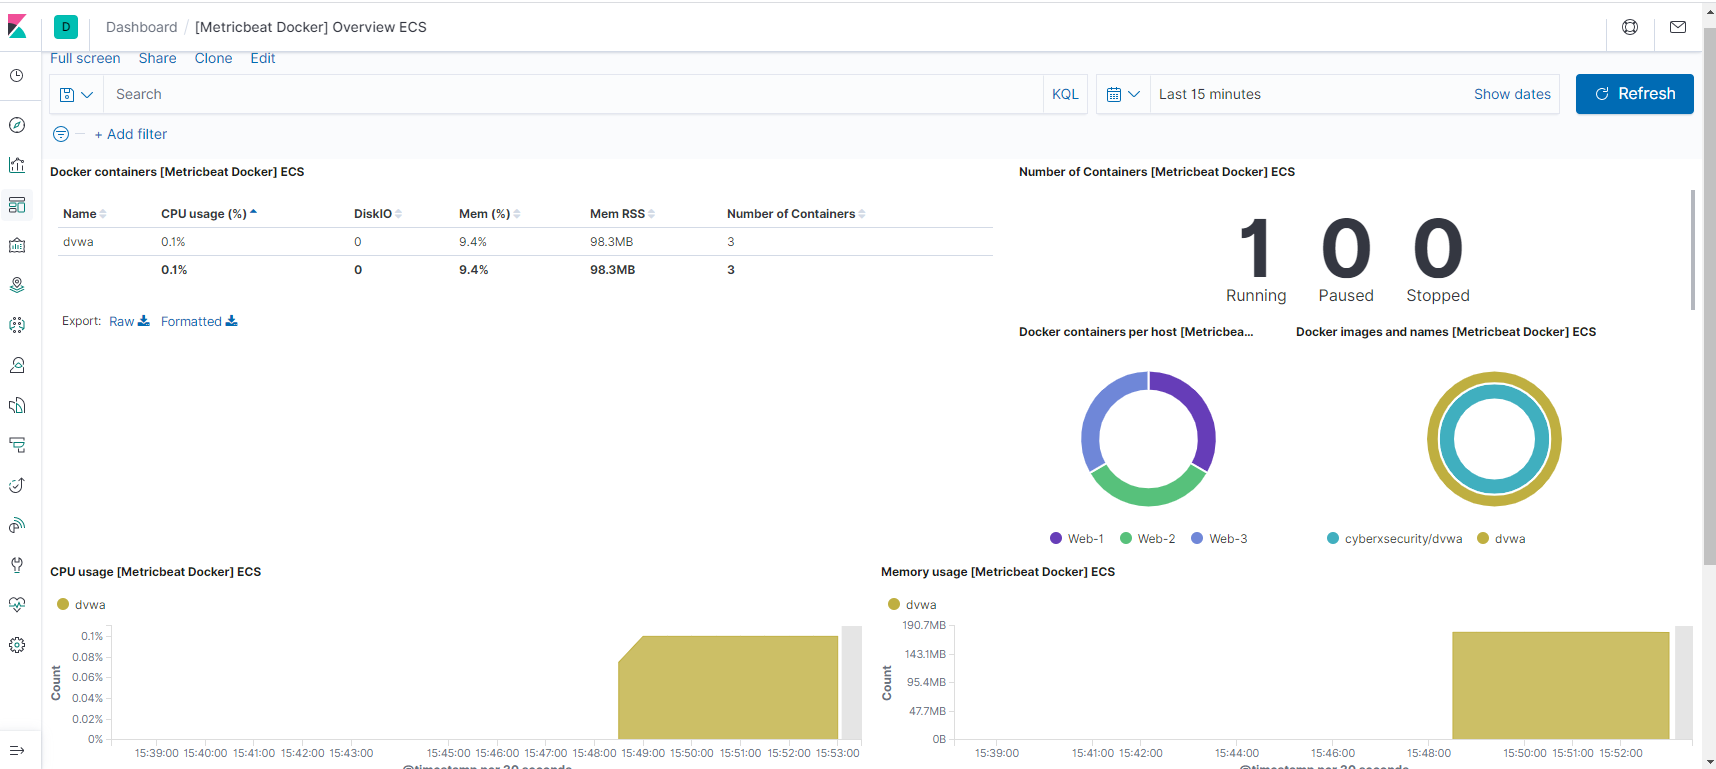 D Dashboard / [Metricbeat Docker] Overview ECS
Full screen Share Clone Edit
Search KQL Last 15 minutes Show dates Refresh
+ Add filter
Docker containers [Metricbeat Docker] ECS
Name CPU usage (%) DiskIO Mem (%) Mem RSS Number of Containers
dvwa 0.1% 0 9.4% 98.3MB 3
0.1% 0 9.4% 98.3MB 3
Export: Raw Formatted
Number of Containers [Metricbeat Docker] ECS
1 0 0
Running Paused Stopped
Docker containers per host [Metricbea...
Web-1 Web-2 Web-3
Docker images and names [Metricbeat Docker] ECS
cyberxsecurity/dvwa dvwa
CPU usage [Metricbeat Docker] ECS
dvwa
Count
0.1%
0.08%
0.06%
0.04%
0.02%
0%
15:39:00 15:40:00 15:41:00 15:42:00 15:43:00 15:45:00 15:46:00 15:47:00 15:48:00 15:49:00 15:50:00 15:51:00 15:52:00 15:53:00
@timestamp per 30 seconds
Memory usage [Metricbeat Docker] ECS
dvwa
Count
190.7MB
143.1MB
95.4MB
47.7MB
0B
15:39:00 15:41:00 15:42:00 15:44:00 15:46:00 15:48:00 15:50:00 15:51:00 15:52:00
@timestamp per 30 seconds